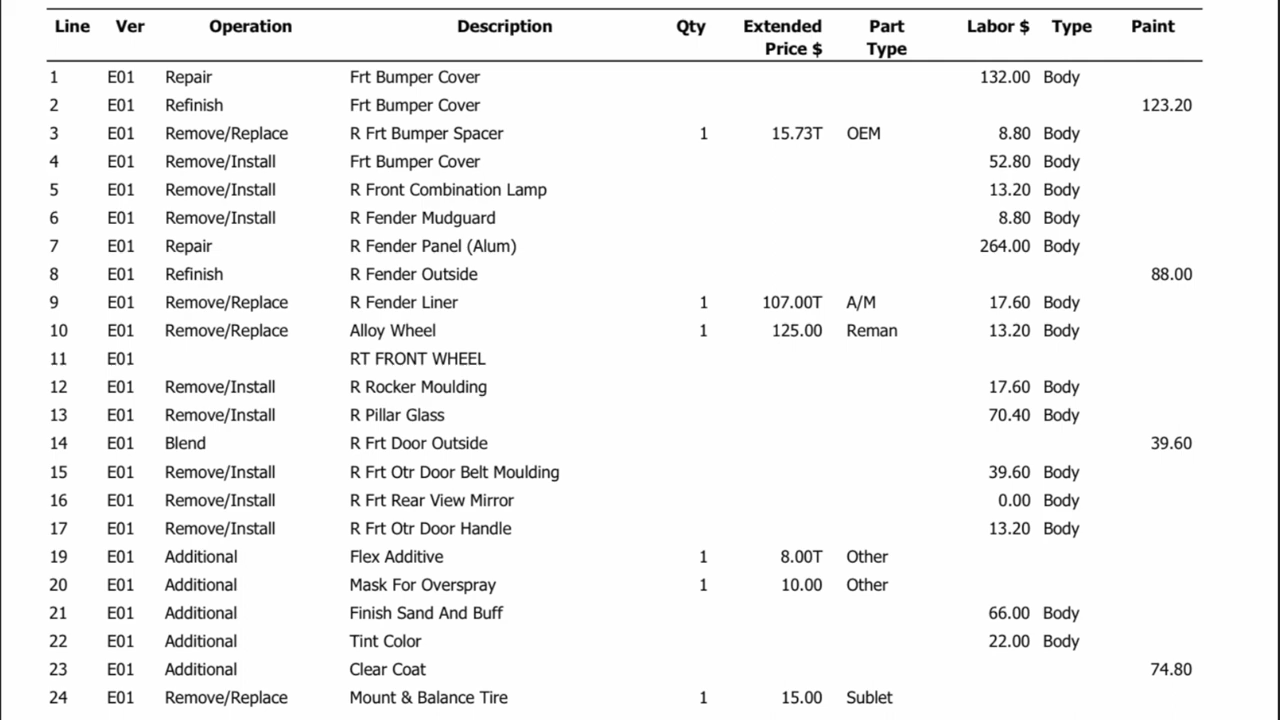 Line Ver Operation Description Qty Extended Price $ Part Type Labor $ Type Paint
1 E01 Repair Frt Bumper Cover 132.00 Body
2 E01 Refinish Frt Bumper Cover 123.20
3 E01 Remove/Replace R Frt Bumper Spacer 1 15.73T OEM 8.80 Body
4 E01 Remove/Install Frt Bumper Cover 52.80 Body
5 E01 Remove/Install R Front Combination Lamp 13.20 Body
6 E01 Remove/Install R Fender Mudguard 8.80 Body
7 E01 Repair R Fender Panel (Alum) 264.00 Body
8 E01 Refinish R Fender Outside 88.00
9 E01 Remove/Replace R Fender Liner 1 107.00T A/M 17.60 Body
10 E01 Remove/Replace Alloy Wheel 1 125.00 Reman 13.20 Body
11 E01 RT FRONT WHEEL
12 E01 Remove/Install R Rocker Moulding 17.60 Body
13 E01 Remove/Install R Pillar Glass 70.40 Body
14 E01 Blend R Frt Door Outside 39.60
15 E01 Remove/Install R Frt Otr Door Belt Moulding 39.60 Body
16 E01 Remove/Install R Frt Rear View Mirror 0.00 Body
17 E01 Remove/Install R Frt Otr Door Handle 13.20 Body
19 E01 Additional Flex Additive 1 8.00T Other
20 E01 Additional Mask For Overspray 1 10.00 Other
21 E01 Additional Finish Sand And Buff 66.00 Body
22 E01 Additional Tint Color 22.00 Body
23 E01 Additional Clear Coat 74.80
24 E01 Remove/Replace Mount & Balance Tire 1 15.00 Sublet